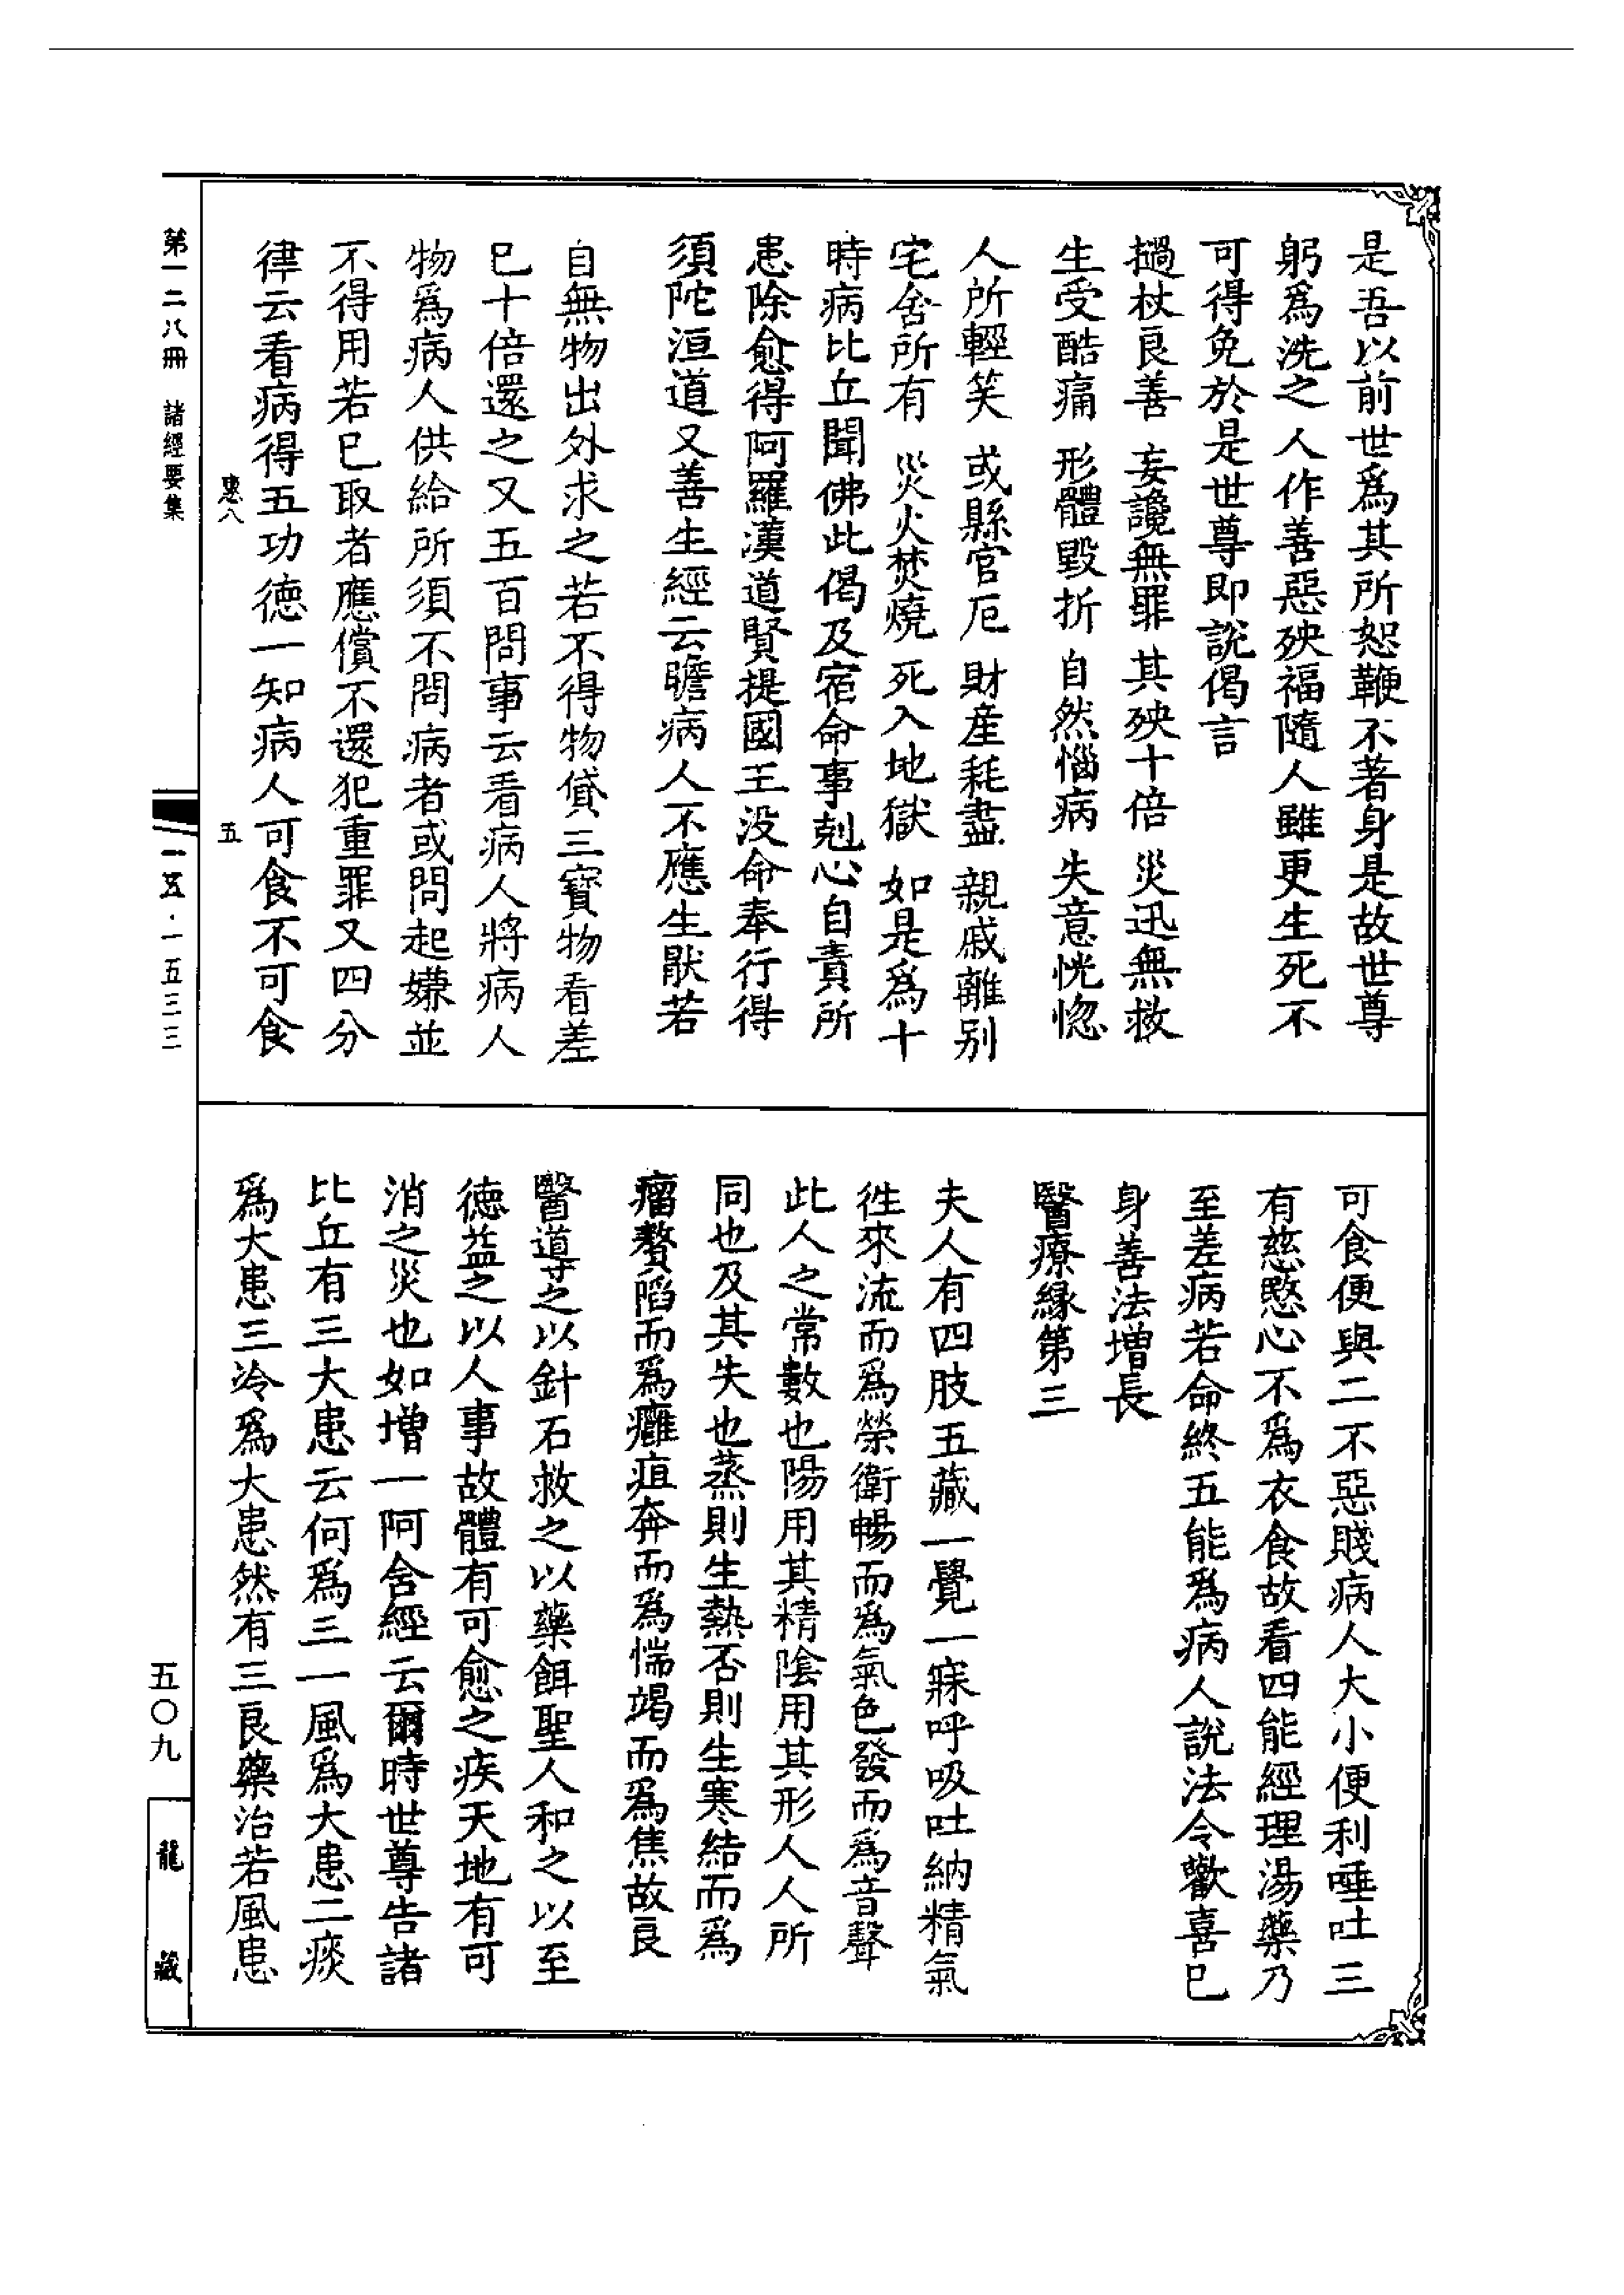 是吾以前世爲其所恕鞭不著身是故世尊
躬爲洗之人作善惡殃福隨人雖更生死不
可得免於是世尊即說偈言
撾杖良善 妄讒無罪 其殃十倍 災迅無救
生受酷痛 形體毀折 自然惱病 失意恍惚
人所輕笑 或縣官厄 財產耗盡 親戚離別
宅舍所有 災火焚燒 死入地獄 如是爲十
時病比丘聞佛此偈及宿命事剋心自責所
患除愈得阿羅漢道賢提國王没命奉行得
須陀洹道又善生經云瞻病人不應生猒若
自無物出外求之若不得物貸三寶物看差
巳十倍還之又五百問事云看病人將病人
物爲病人供給所須不問病者或問起嫌並
不得用若巳取者應償不還犯重罪又四分
律云看病得五功德一知病人可食不可食
惠八
五
第一二八冊 諸經要集
一五·一五三三
可食便與二不惡賤病人大小便利唾吐三
有慈愍心不爲衣食故看四能經理湯藥乃
至差病若命終五能爲病人說法令歡喜巳
身善法增長
醫療緣第三
夫人有四肢五藏一覺一寐呼吸吐納精氣
往來流而爲榮衛暢而爲氣色發而爲音聲
此人之常數也陽用其精陰用其形人人所
同也及其失也蒸則生熱否則生寒結而爲
瘤贅陷而爲癰疽奔而爲惴竭而爲焦故良
醫導之以針石救之以藥餌聖人和之以至
德益之以人事故體有可愈之疾天地有可
消之災也如增一阿含經云爾時世尊告諸
比丘有三大患云何爲三一風爲大患二痰
爲大患三冷爲大患然有三良藥治若風患
五〇九
龍藏